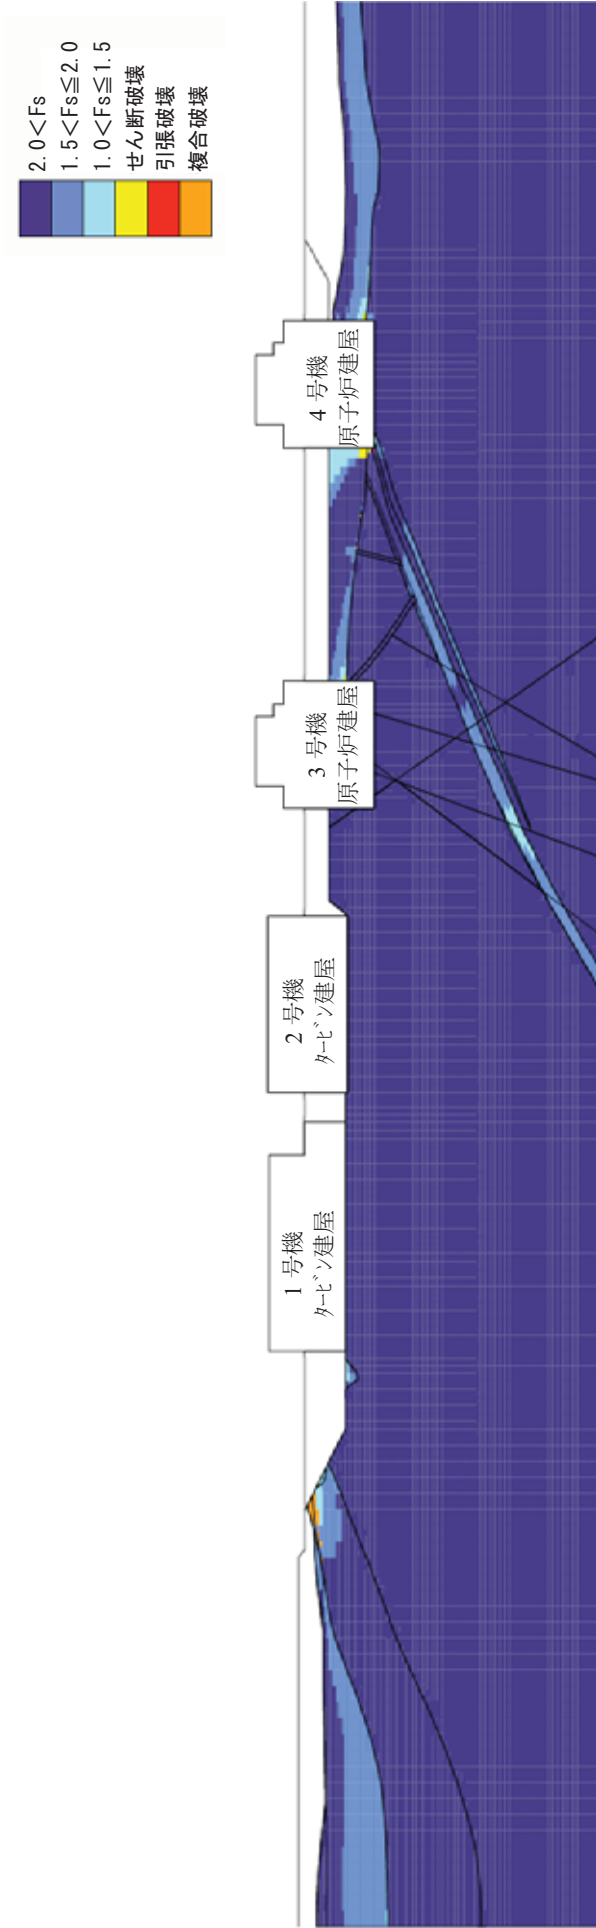 2.0<Fs
1.5<Fs≦2.0
1.0<Fs≦1.5
せん断破壊
引張破壊
複合破壊
1 号機
ﾀｰﾋﾞﾝ建屋
2 号機
ﾀｰﾋﾞﾝ建屋
3 号機
原子炉建屋
4 号機
原子炉建屋